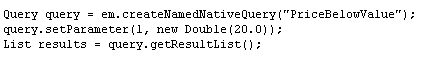 Query query = em.createNamedNativeQuery("PriceBelowValue");
query.setParameter(1, new Double(20.0));
List results = query.getResultList();